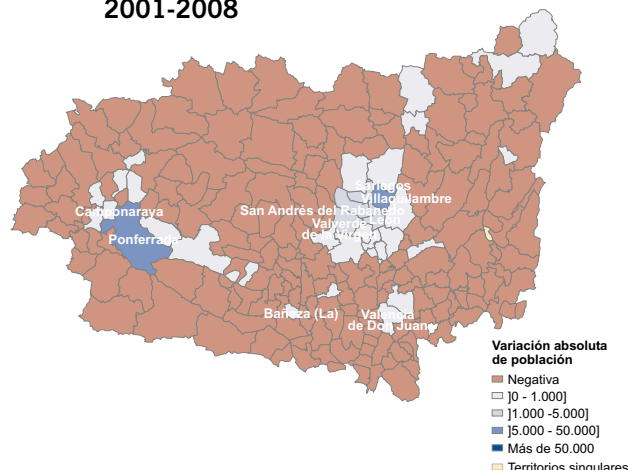 2001-2008
Sariegos
Villaquilambre
Camponaraya
San Andrés del Rabanedo
León
Valverde
de la Virgen
Ponferrada
Bañeza (La)
Valencia
de Don Juan
Variación absoluta
de población
Negativa
]0 - 1.000]
]1.000 -5.000]
]5.000 - 50.000]
Más de 50.000
Territorios singulares